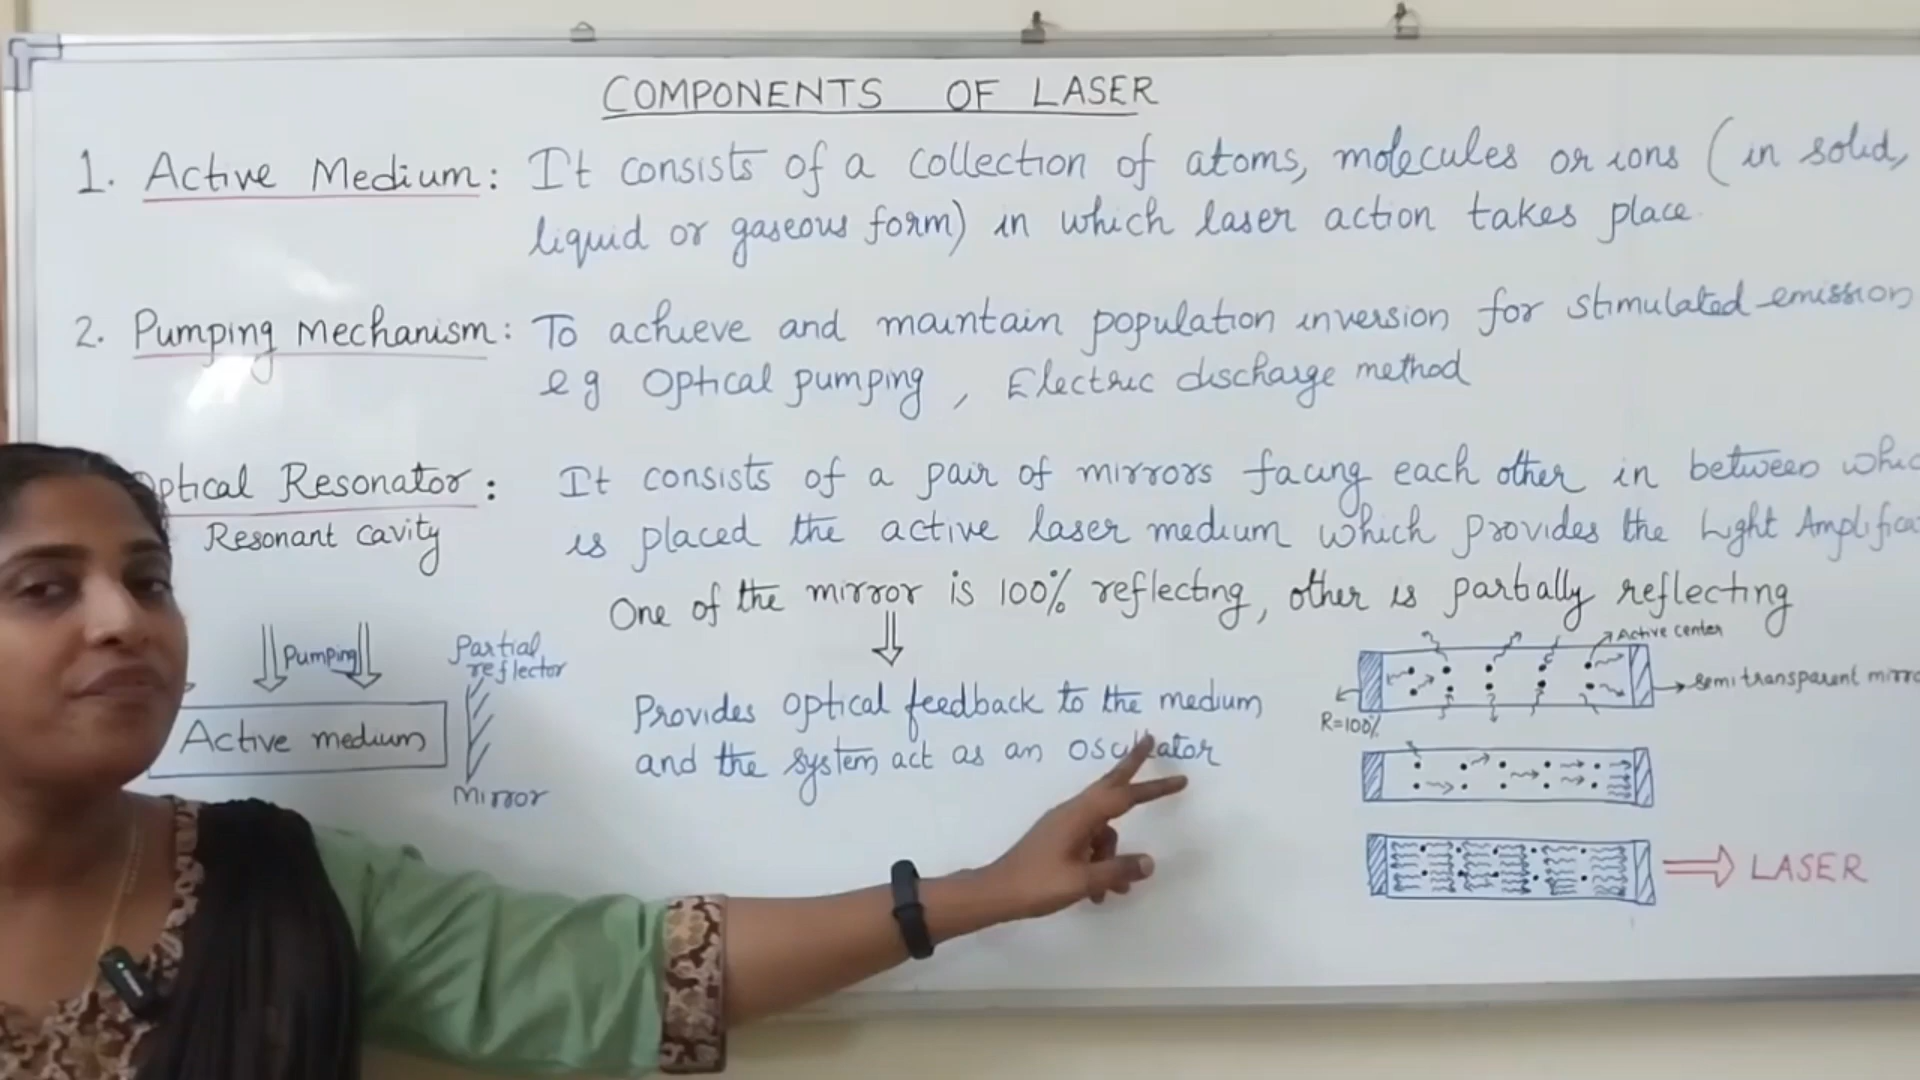 COMPONENTS OF LASER
1. Active Medium: It consists of a collection of atoms, molecules or ions (in solid,
liquid or gaseous form) in which laser action takes place.
2. Pumping Mechanism: To achieve and maintain population inversion for stimulated emission
eg Optical pumping, Electric discharge method
Optical Resonator: It consists of a pair of mirrors facing each other in between
Resonant cavity is placed the active laser medium which provides the Light
One of the mirror is 100% reflecting, other is partially reflecting
Pumping
Partial
reflector
Active medium
Mirror
Provides optical feedback to the medium
and the system act as an oscillator
Active center
semi transparent
R=100%
LASER